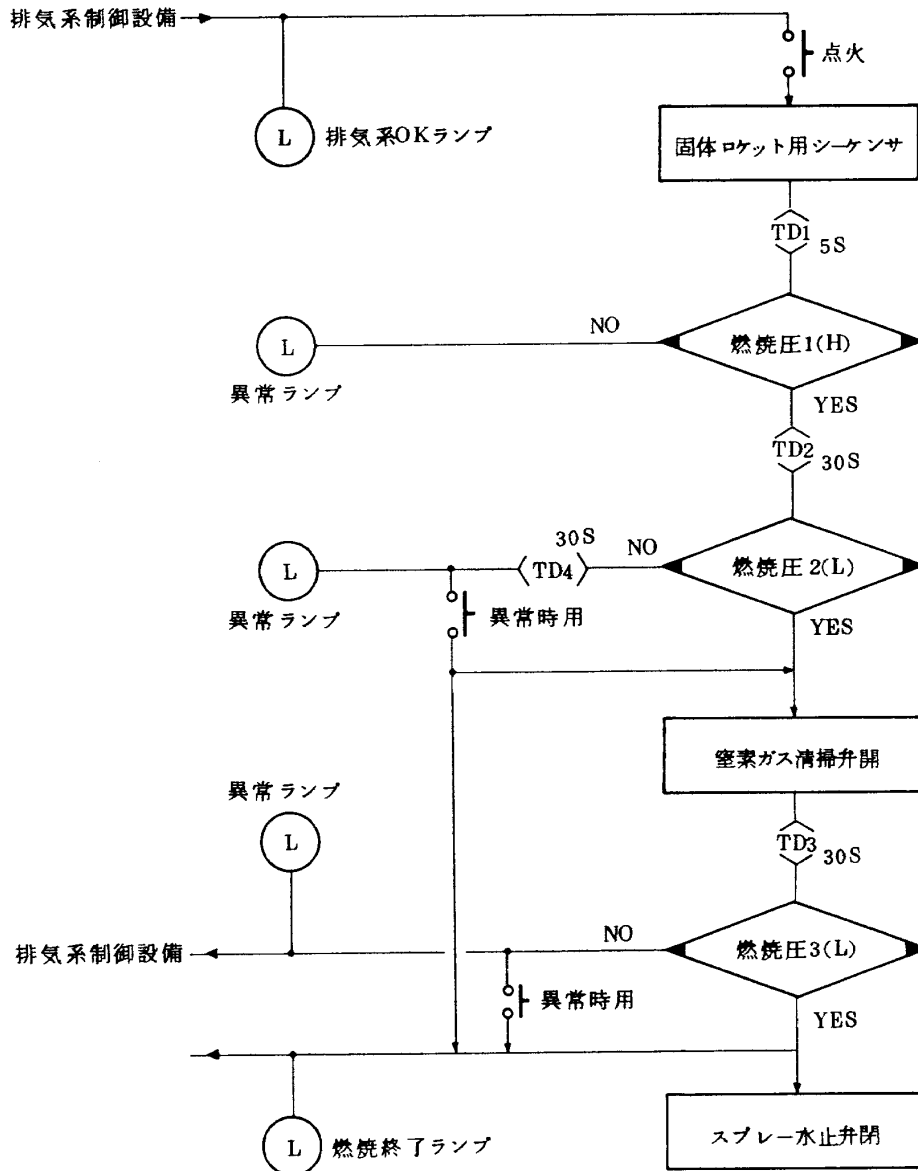 排気系制御設備
点火
L
排気系OKランプ
固体ロケット用シーケンサ
TD1
5S
燃焼圧1(H)
NO
L
異常ランプ
YES
TD2
30S
燃焼圧2(L)
NO
30S
TD4
L
異常ランプ
異常時用
YES
窒素ガス清掃弁開
異常ランプ
L
TD3
30S
燃焼圧3(L)
NO
排気系制御設備
異常時用
YES
L
燃焼終了ランプ
スプレー水止弁閉